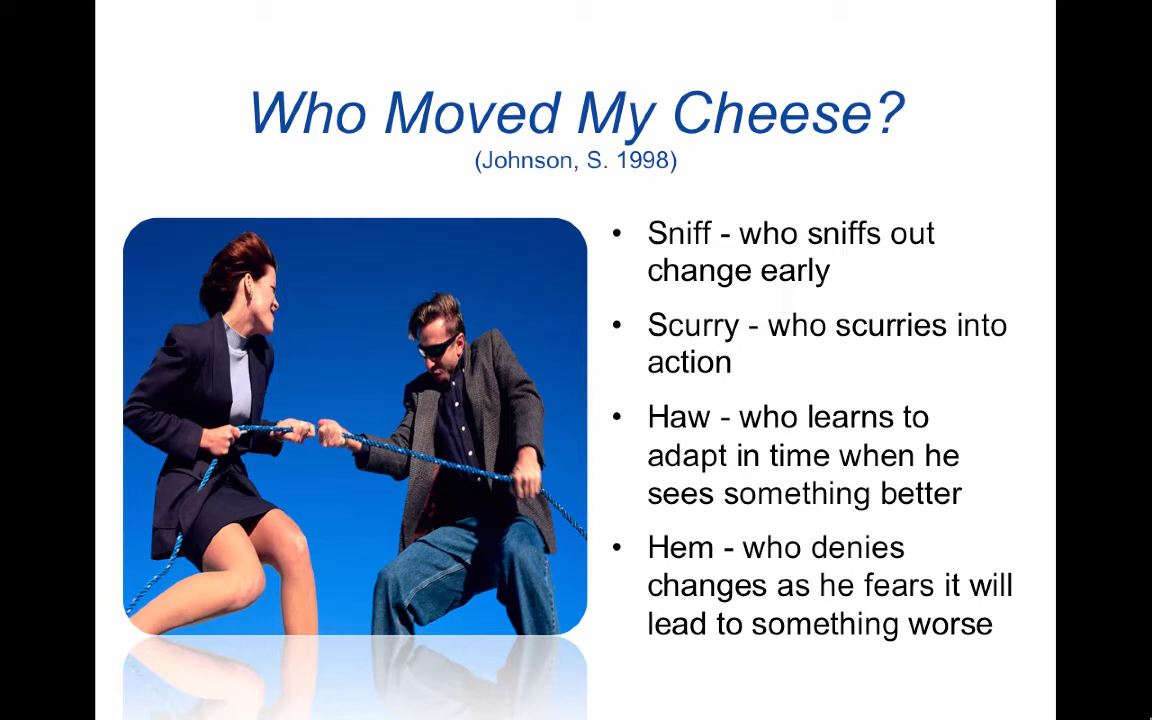 Who Moved My Cheese?
(Johnson, S. 1998)
• Sniff - who sniffs out
change early
• Scurry - who scurries into
action
• Haw - who learns to
adapt in time when he
sees something better
• Hem - who denies
changes as he fears it will
lead to something worse